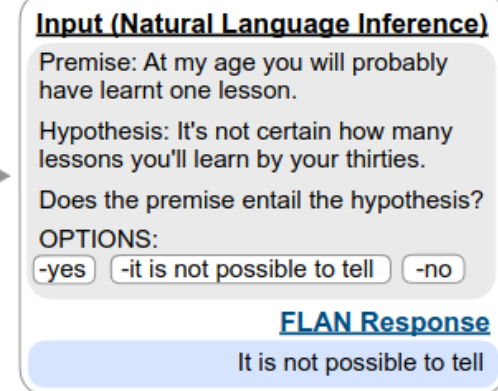 Input (Natural Language Inference)
Premise: At my age you will probably
have learnt one lesson.
Hypothesis: It's not certain how many
lessons you'll learn by your thirties.
Does the premise entail the hypothesis?
OPTIONS:
-yes -it is not possible to tell -no
FLAN Response
It is not possible to tell